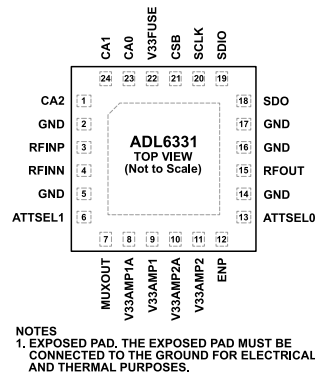 CA1
CA0
V33FUSE
CSB
SCLK
SDIO
24 23 22 21 20 19
CA2 1
GND 2
RFINP 3
RFINN 4
GND 5
ATTSEL1 6
ADL6331
TOP VIEW
(Not to Scale)
18 SDO
17 GND
16 GND
15 RFOUT
14 GND
13 ATTSEL0
7 8 9 10 11 12
MUXOUT
V33AMP1A
V33AMP1
V33AMP2A
V33AMP2
ENP
NOTES
1. EXPOSED PAD. THE EXPOSED PAD MUST BE
CONNECTED TO THE GROUND FOR ELECTRICAL
AND THERMAL PURPOSES.